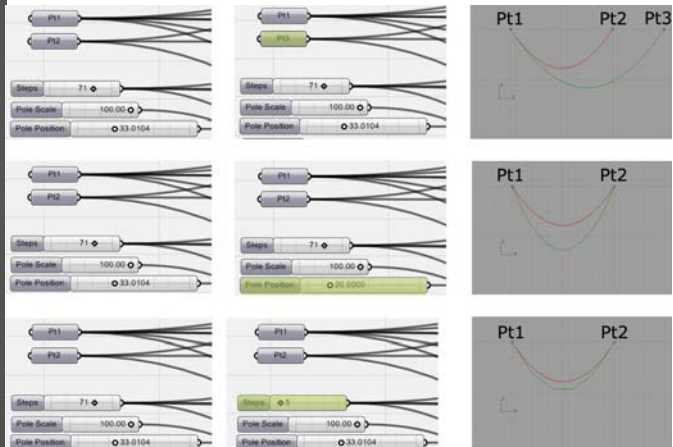 Pt1
Pt2
Steps 71
Pole Scale 100.00
Pole Position 33.0104
Pt1
Pt3
Steps 71
Pole Scale 100.00
Pole Position 33.0104
Pt1 Pt2 Pt3
Pt1
Pt2
Steps 71
Pole Scale 100.00
Pole Position 33.0104
Pt1
Pt2
Steps 71
Pole Scale 100.00
Pole Position 20.0000
Pt1 Pt2
Pt1
Pt2
Steps 71
Pole Scale 100.00
Pole Position 33.0104
Pt1
Pt2
Steps 5
Pole Scale 100.00
Pole Position 33.0104
Pt1 Pt2